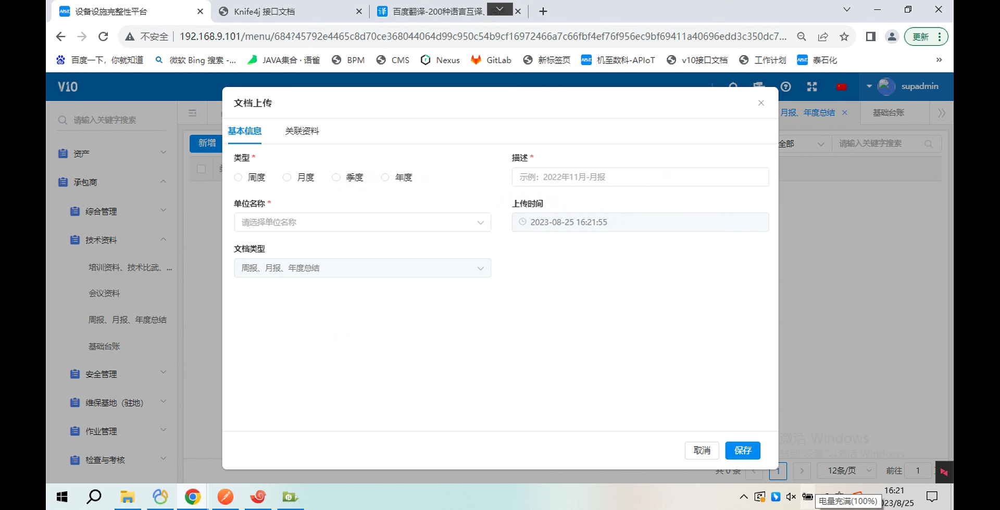 设备设施完整性平台
Knife4j 接口文档
百度翻译-200种语言互译、
不安全
192.168.9.101/menu/684?45792e4465c8d70ce368044064d99c950c54b9cf16972466a7c66fbf4ef76f956ec9bf69411a40696edd3c350dc7...
更新
百度一下，你就知道
微软 Bing 搜索 -...
JAVA集合 · 语雀
BPM
CMS
Nexus
GitLab
新标签页
机至数科-APIoT
v10接口文档
工作计划
泰石化
V10
supadmin
请输入关键字搜索
资产
承包商
综合管理
技术资料
培训资料、技术比武、...
会议资料
周报、月报、年度总结
基础台账
安全管理
维保基地（驻地）
作业管理
检查与考核
月报、年度总结
基础台账
新增
全部
请输入关键字搜索
文档上传
基本信息
关联资料
类型 *
周度
月度
季度
年度
描述 *
示例：2022年11月-月报
单位名称 *
请选择单位名称
上传时间
2023-08-25 16:21:55
文档类型
周报、月报、年度总结
取消
保存
激活 Windows
转到"设置"以激活 Windows。
共 0 条
1
12条/页
前往
1
电量充满(100%)
16:21
023/8/25